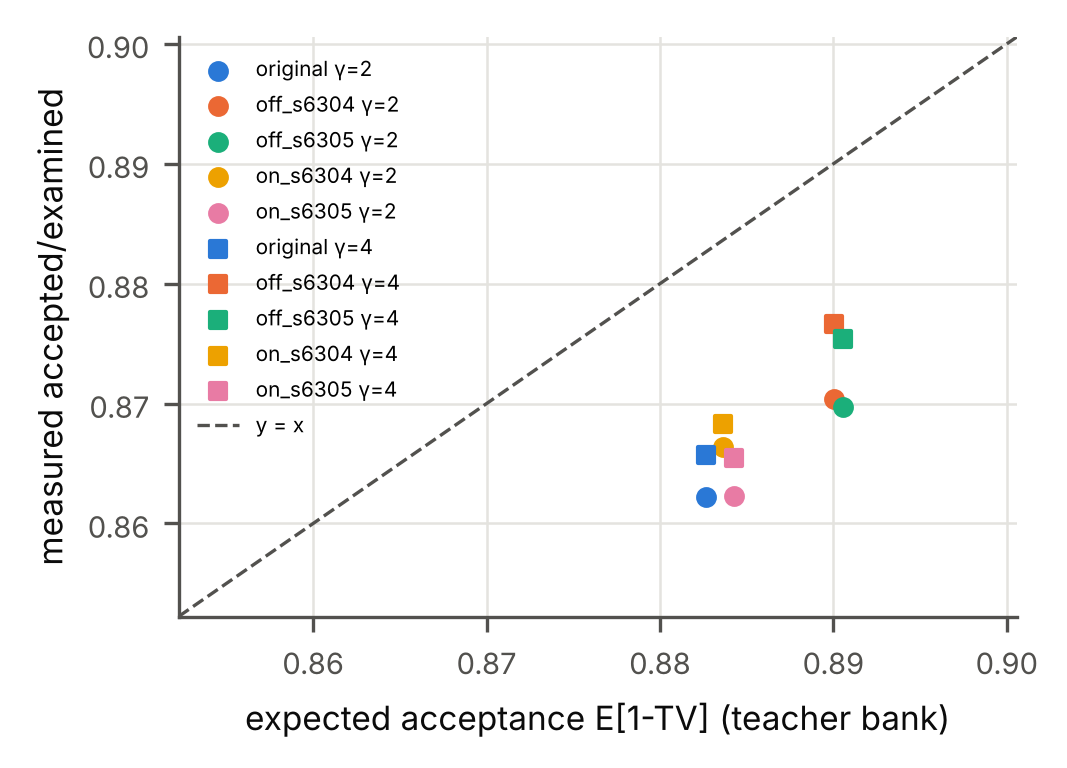 0.90
0.89
0.88
0.87
0.86
measured accepted/examined
original γ=2
off_s6304 γ=2
off_s6305 γ=2
on_s6304 γ=2
on_s6305 γ=2
original γ=4
off_s6304 γ=4
off_s6305 γ=4
on_s6304 γ=4
on_s6305 γ=4
y = x
0.86 0.87 0.88 0.89 0.90
expected acceptance E[1-TV] (teacher bank)